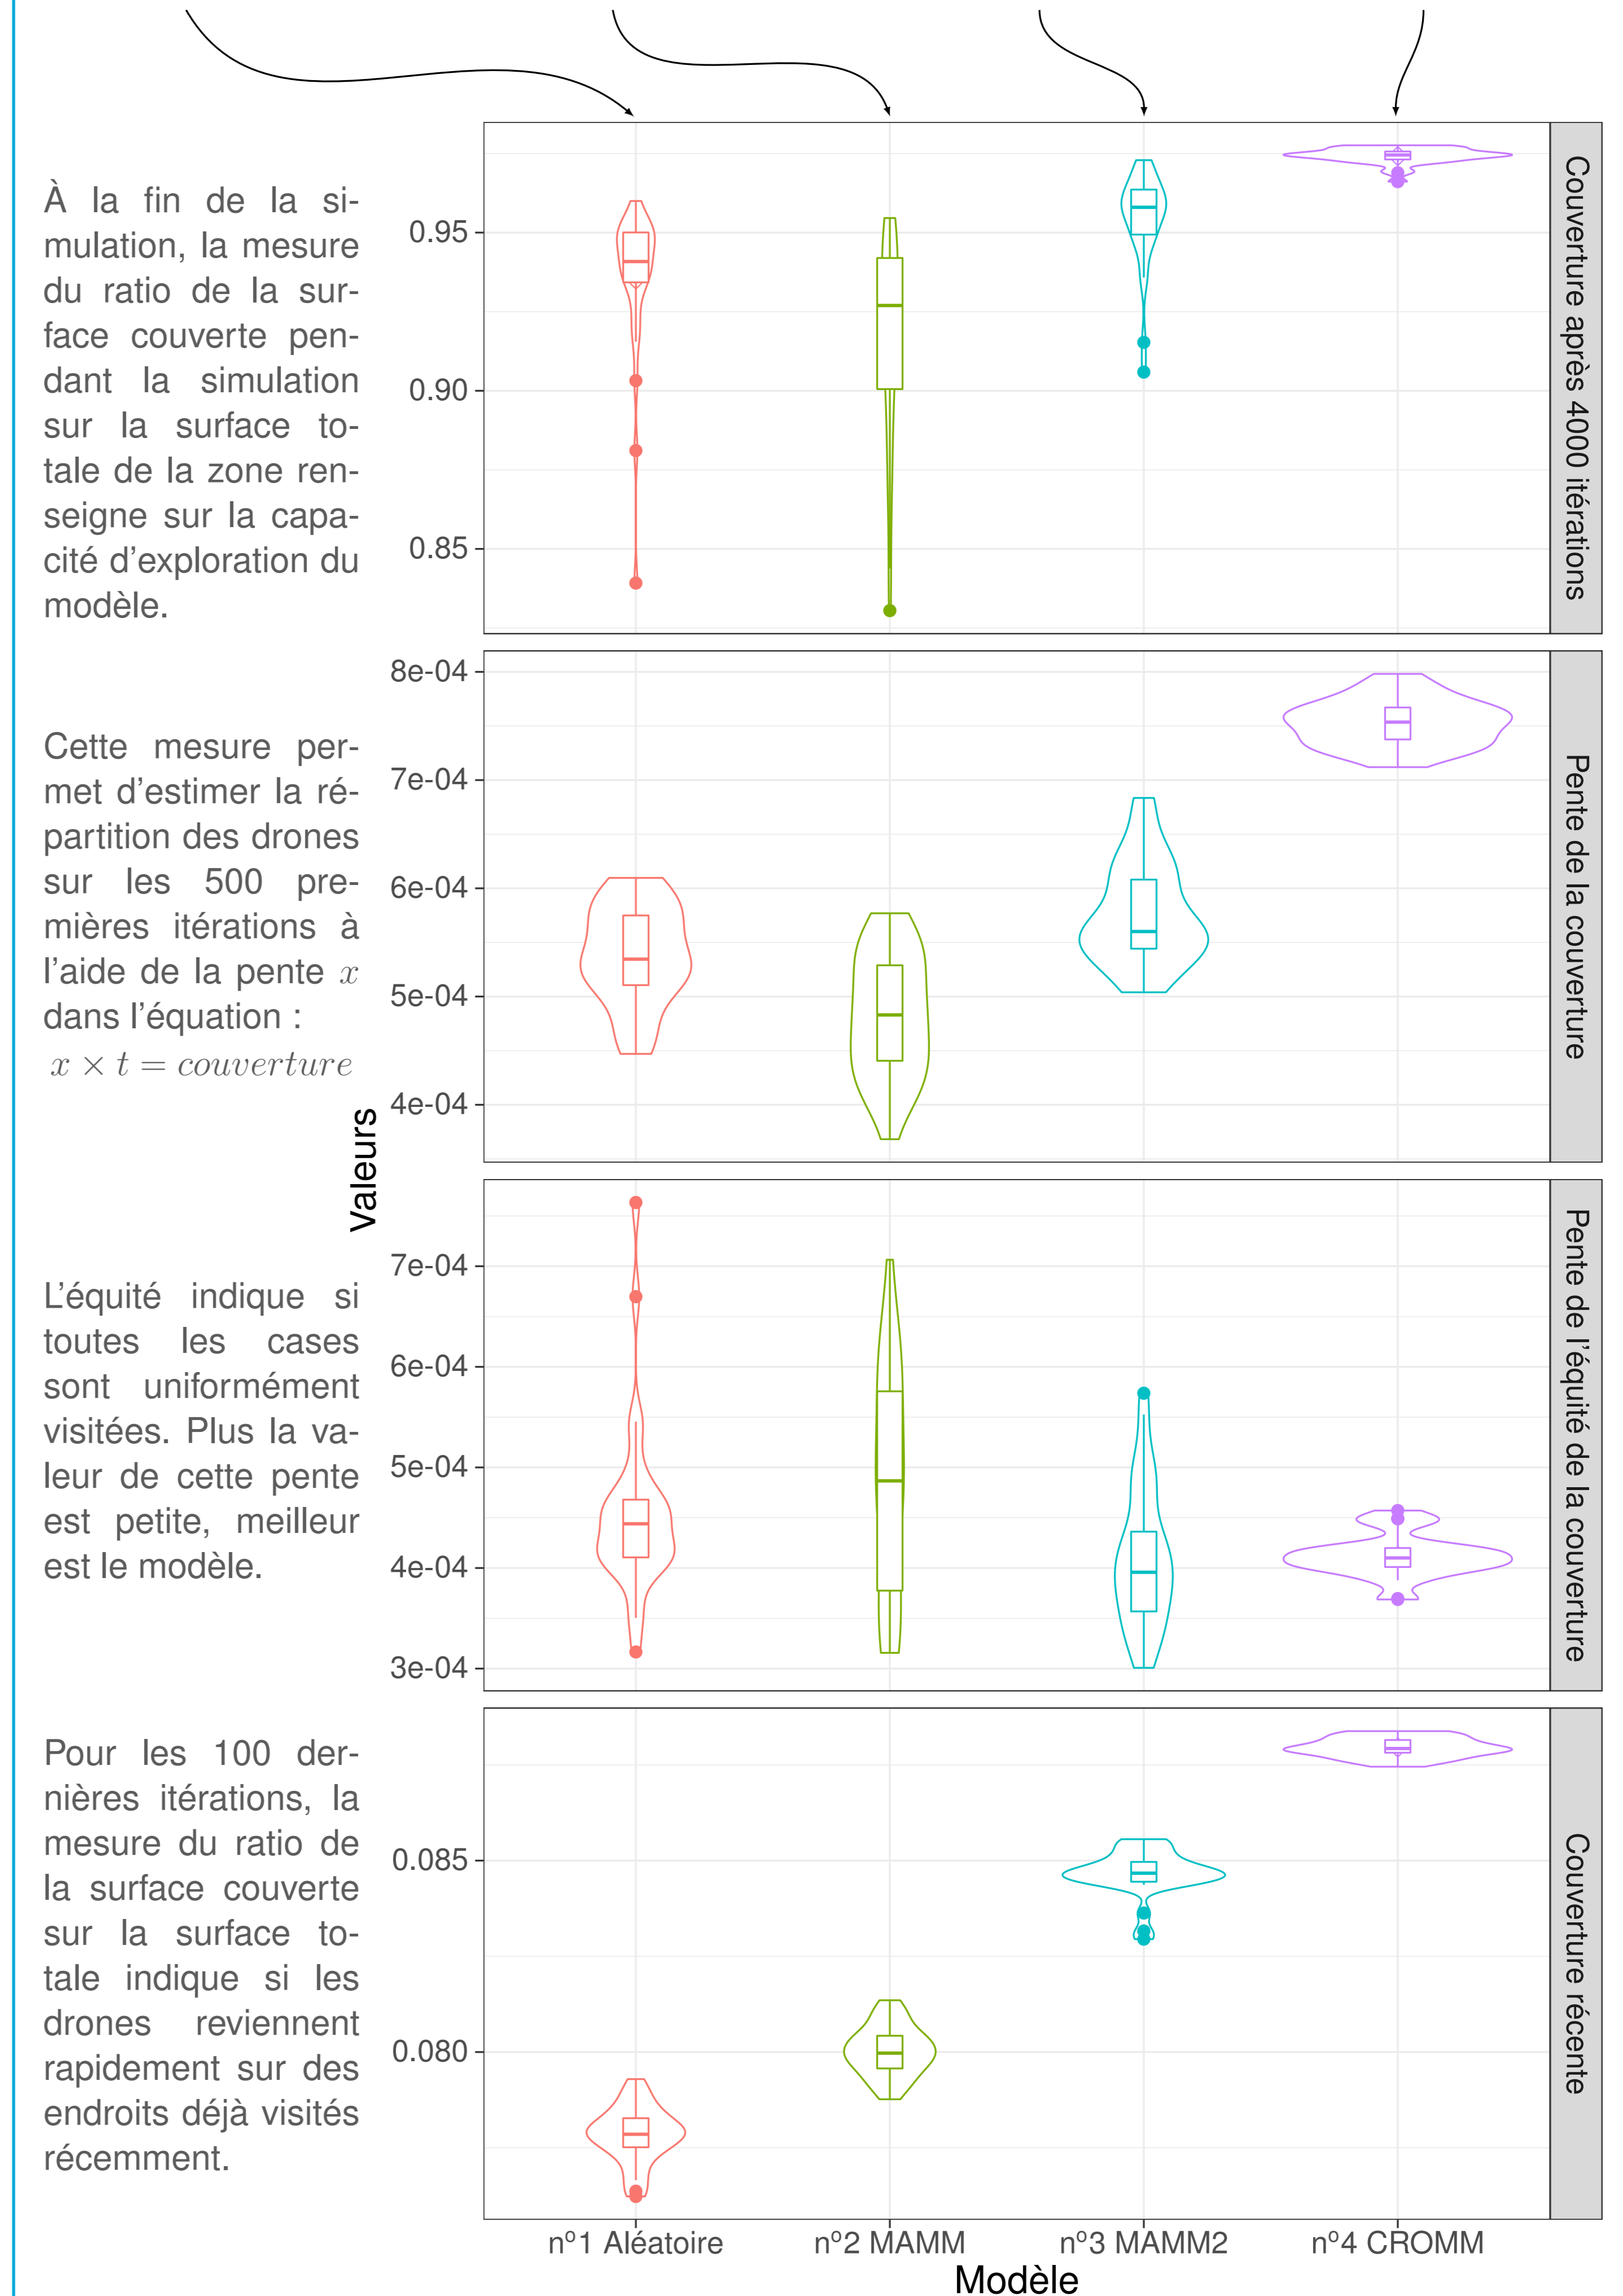 À la fin de la si-
mulation, la mesure
du ratio de la sur-
face couverte pen-
dant la simulation
sur la surface to-
tale de la zone ren-
seigne sur la capa-
cité d'exploration du
modèle.
0.95
0.90
0.85
Couverture après 4000 itérations
Cette mesure per-
met d'estimer la ré-
partition des drones
sur les 500 pre-
mières itérations à
l'aide de la pente x
dans l'équation :
x × t = couverture
8e-04
7e-04
6e-04
5e-04
4e-04
Pente de la couverture
Valeurs
L'équité indique si
toutes les cases
sont uniformément
visitées. Plus la va-
leur de cette pente
est petite, meilleur
est le modèle.
7e-04
6e-04
5e-04
4e-04
3e-04
Pente de l'équité de la couverture
Pour les 100 der-
nières itérations, la
mesure du ratio de
la surface couverte
sur la surface to-
tale indique si les
drones reviennent
rapidement sur des
endroits déjà visités
récemment.
0.085
0.080
Couverture récente
nº1 Aléatoire
nº2 MAMM
nº3 MAMM2
nº4 CROMM
Modèle